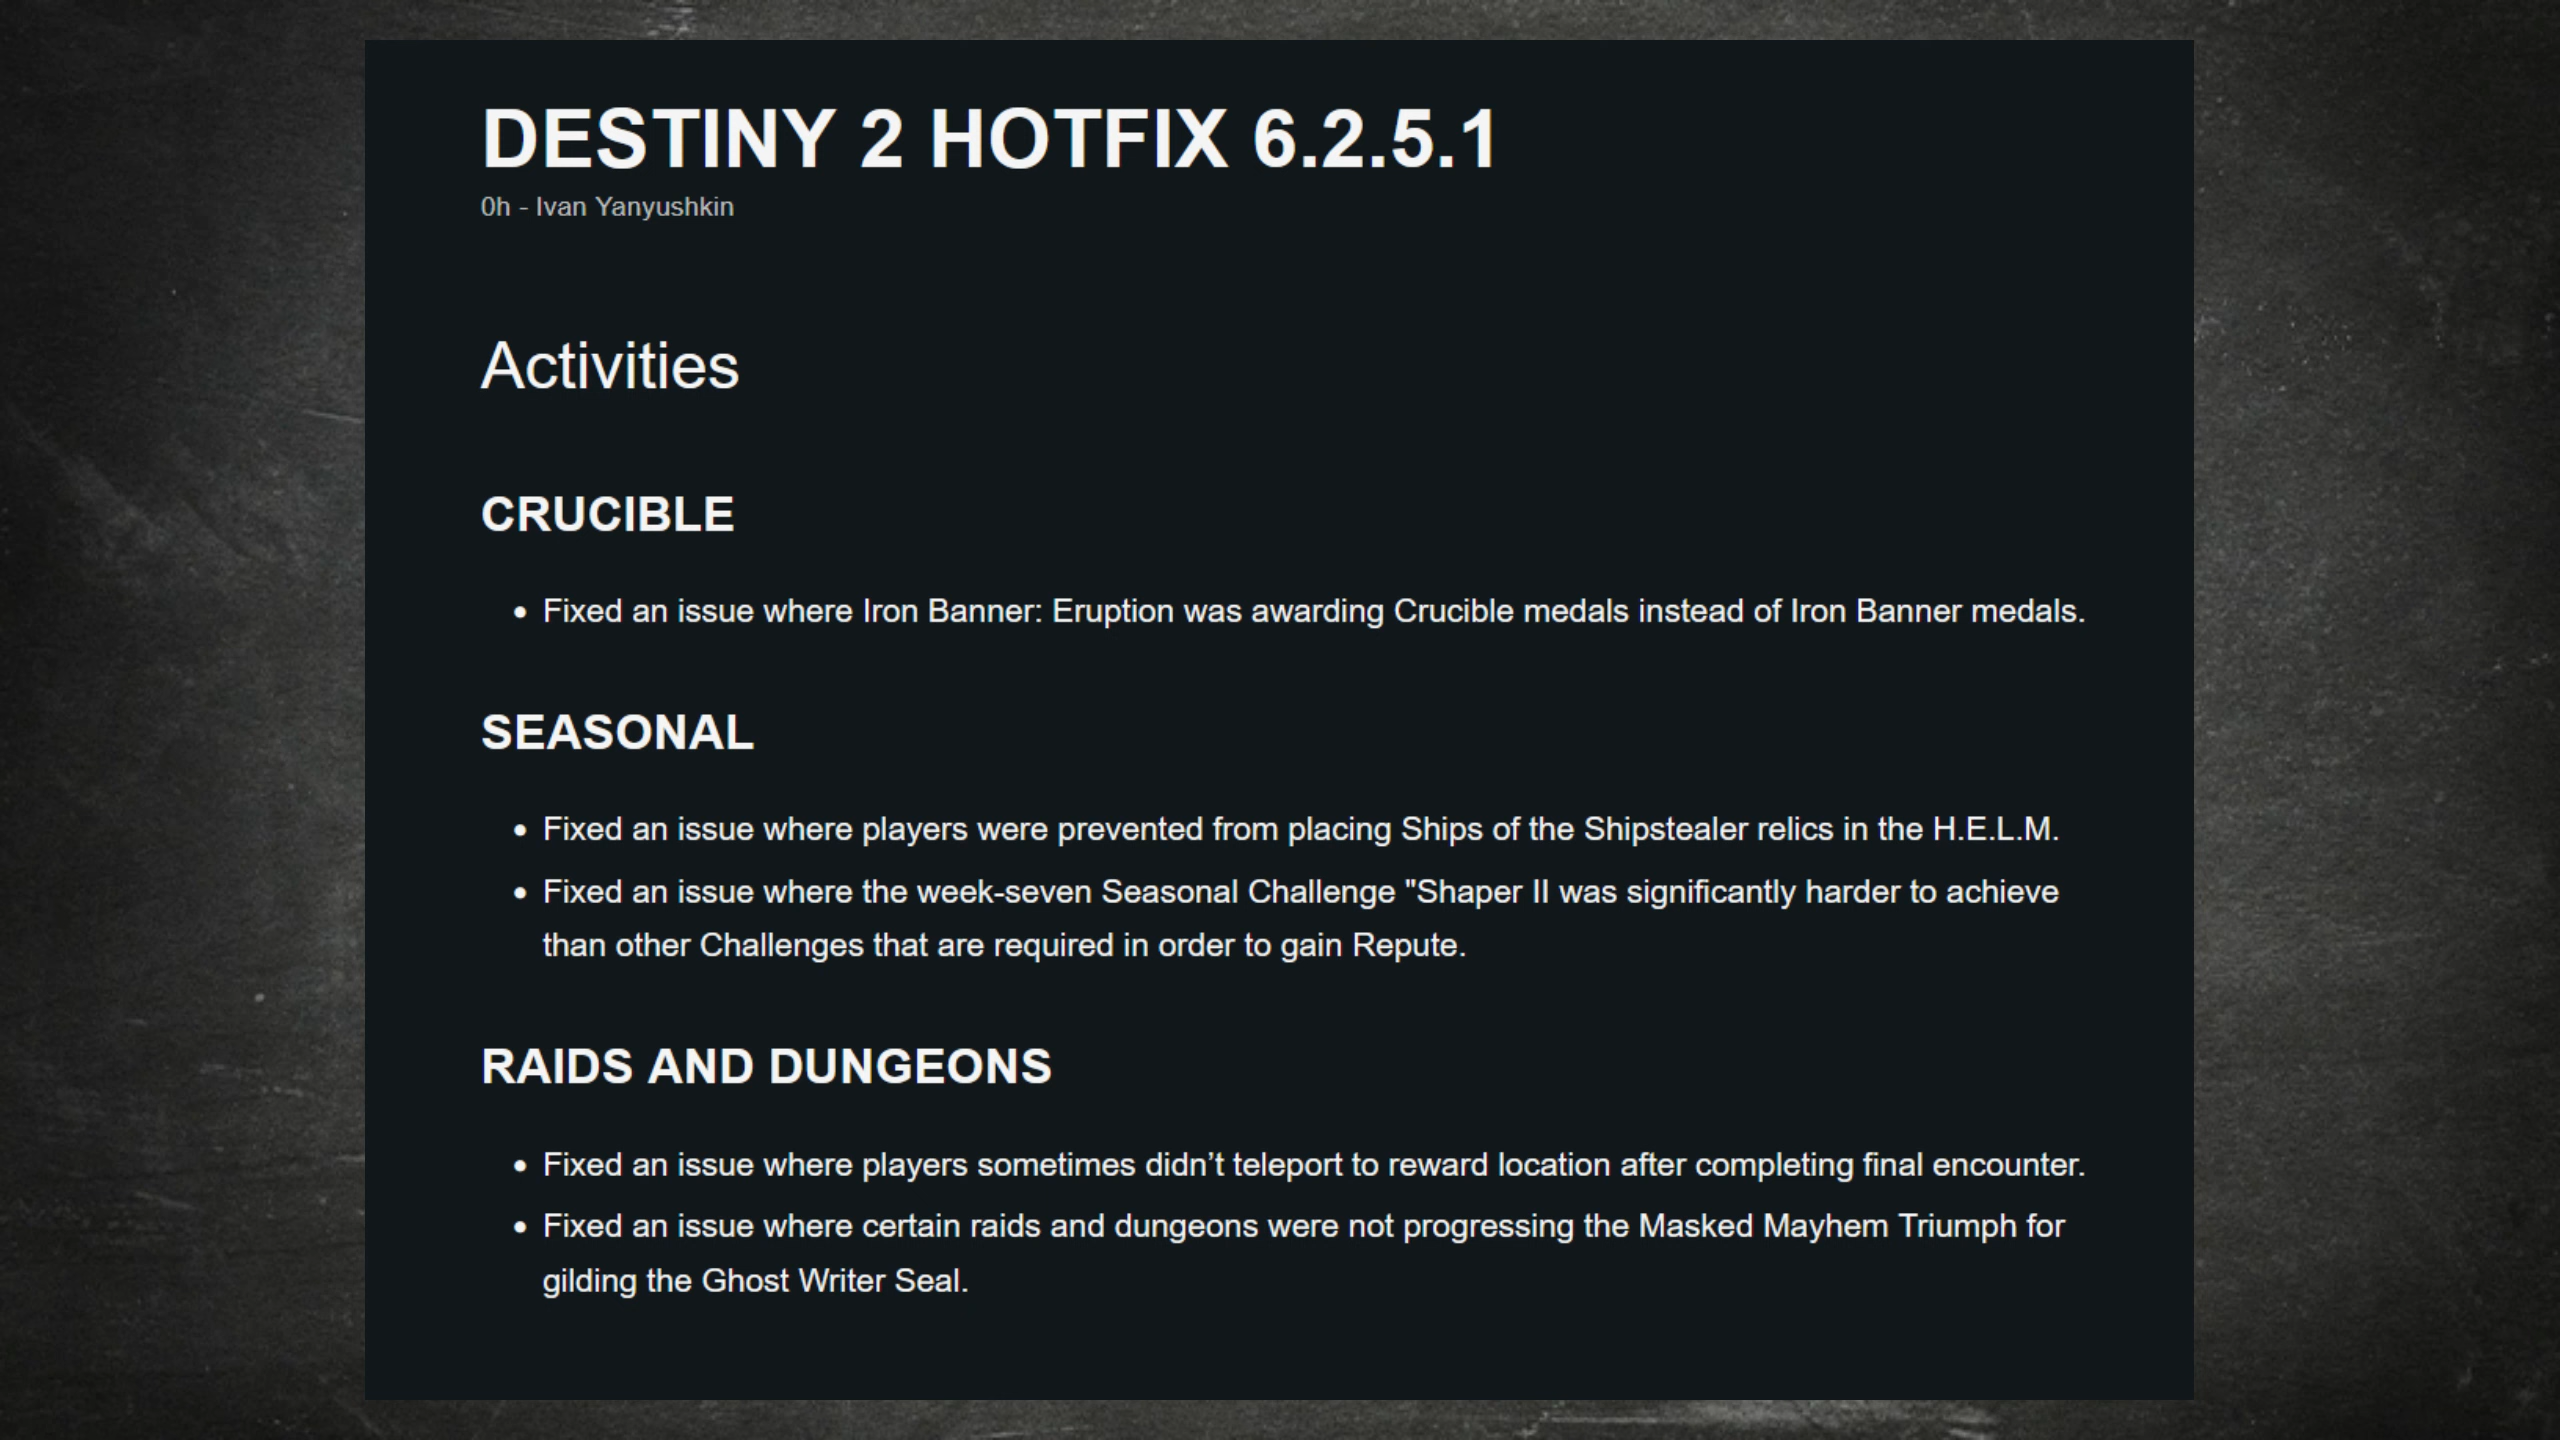 DESTINY 2 HOTFIX 6.2.5.1
0h - Ivan Yanyushkin
Activities
CRUCIBLE
• Fixed an issue where Iron Banner: Eruption was awarding Crucible medals instead of Iron Banner medals.
SEASONAL
• Fixed an issue where players were prevented from placing Ships of the Shipstealer relics in the H.E.L.M.
• Fixed an issue where the week-seven Seasonal Challenge "Shaper II was significantly harder to achieve
than other Challenges that are required in order to gain Repute.
RAIDS AND DUNGEONS
• Fixed an issue where players sometimes didn’t teleport to reward location after completing final encounter.
• Fixed an issue where certain raids and dungeons were not progressing the Masked Mayhem Triumph for
gilding the Ghost Writer Seal.